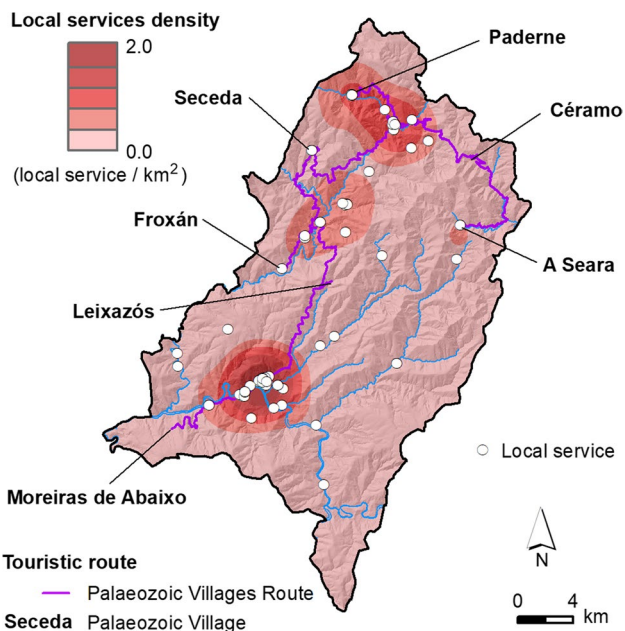 Local services density
2.0
0.0
(local service / km²)
Paderne
Seceda
Céramo
Froxán
A Seara
Leixazós
Local service
Moreiras de Abaixo
N
Touristic route
Palaeozoic Villages Route
Seceda Palaeozoic Village
0 4
km